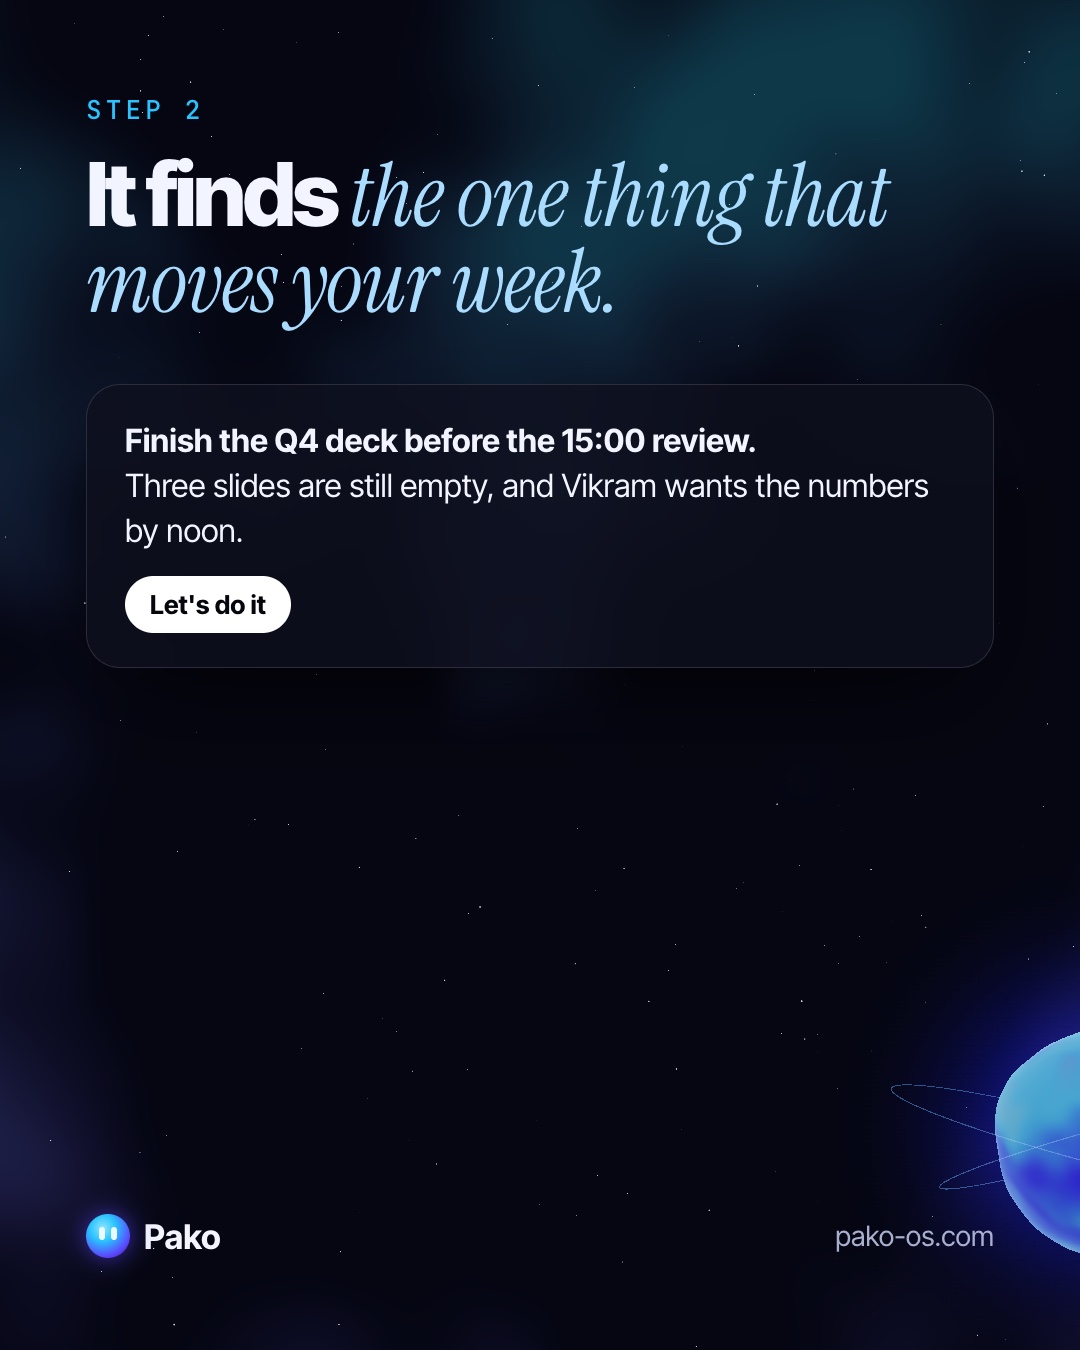 STEP 2
It finds the one thing that
moves your week.
Finish the Q4 deck before the 15:00 review.
Three slides are still empty, and Vikram wants the numbers
by noon.
Let's do it
Pako
pako-os.com